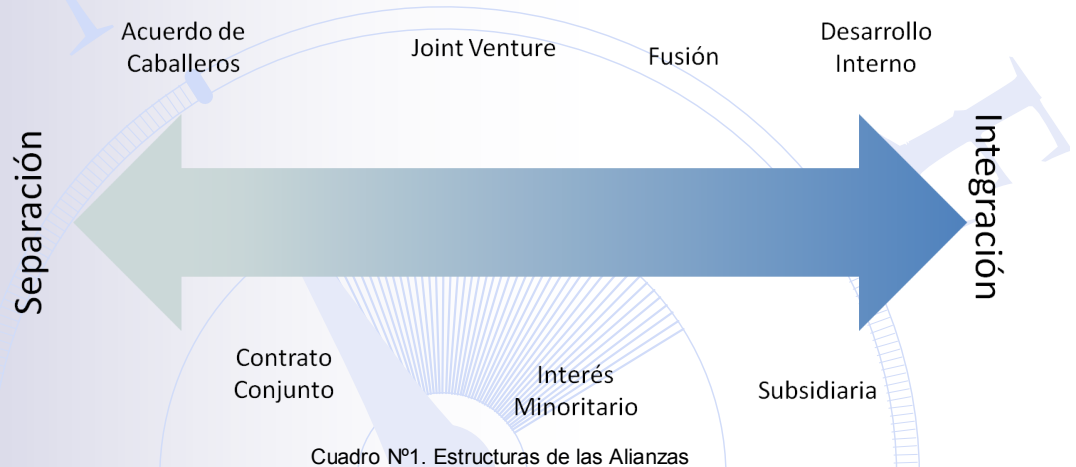 Acuerdo de
Caballeros
Joint Venture
Fusión
Desarrollo
Interno
Separación
Integración
Contrato
Conjunto
Interés
Minoritario
Subsidiaria
Cuadro Nº1. Estructuras de las Alianzas